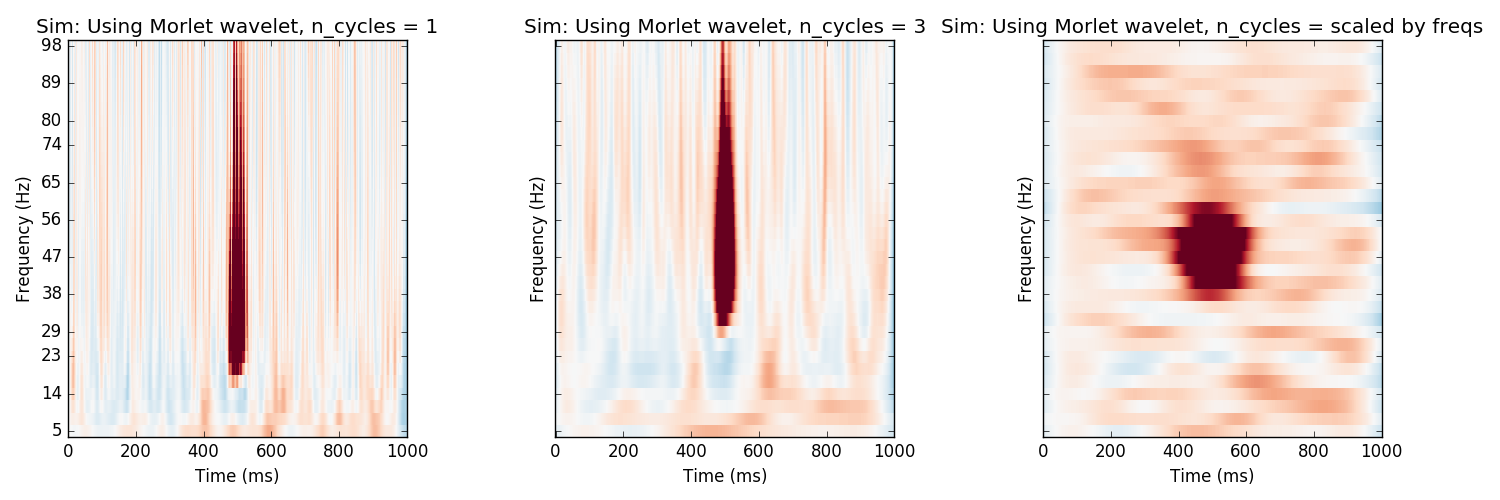 Sim: Using Morlet wavelet, n_cycles = 1
98
89
80
74
65
56
47
38
29
23
14
5
Frequency (Hz)
0 200 400 600 800 1000
Time (ms)
Sim: Using Morlet wavelet, n_cycles = 3
Frequency (Hz)
0 200 400 600 800 1000
Time (ms)
Sim: Using Morlet wavelet, n_cycles = scaled by freqs
Frequency (Hz)
0 200 400 600 800 1000
Time (ms)